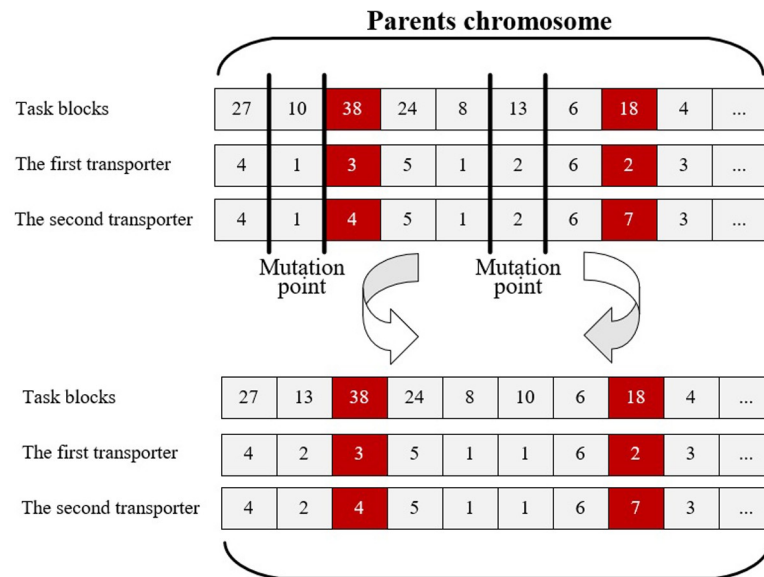 Parents chromosome
Task blocks 27 10 38 24 8 13 6 18 4 ...
The first transporter 4 1 3 5 1 2 6 2 3 ...
The second transporter 4 1 4 5 1 2 6 7 3 ...
Mutation point Mutation point
Task blocks 27 13 38 24 8 10 6 18 4 ...
The first transporter 4 2 3 5 1 1 6 2 3 ...
The second transporter 4 2 4 5 1 1 6 7 3 ...